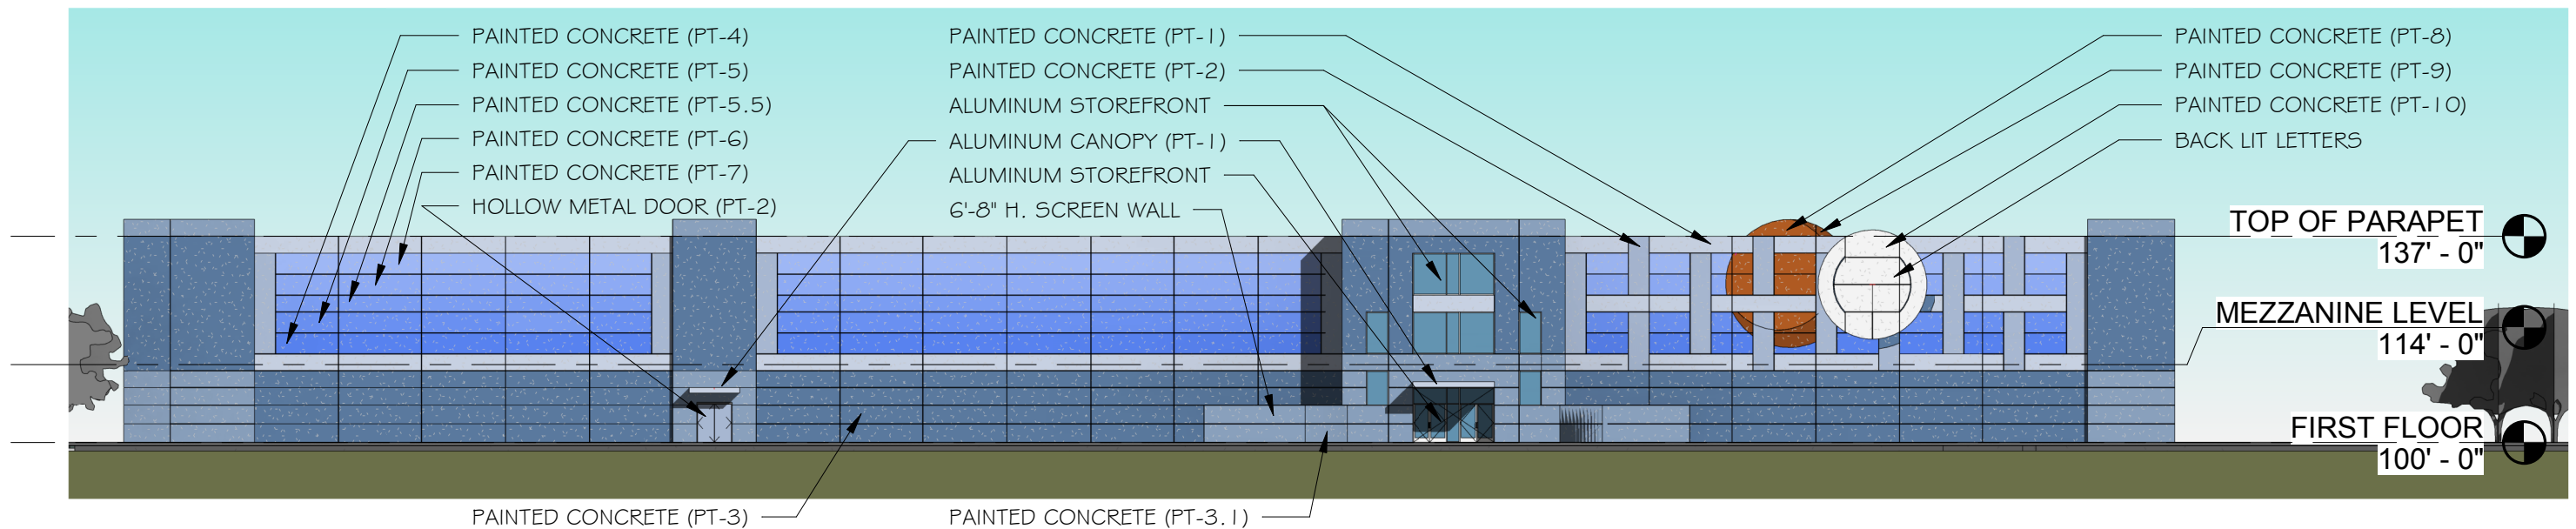 PAINTED CONCRETE (PT-4)
PAINTED CONCRETE (PT-5)
PAINTED CONCRETE (PT-5.5)
PAINTED CONCRETE (PT-6)
PAINTED CONCRETE (PT-7)
HOLLOW METAL DOOR (PT-2)
PAINTED CONCRETE (PT-1)
PAINTED CONCRETE (PT-2)
ALUMINUM STOREFRONT
ALUMINUM CANOPY (PT-1)
ALUMINUM STOREFRONT
6'-8" H. SCREEN WALL
PAINTED CONCRETE (PT-8)
PAINTED CONCRETE (PT-9)
PAINTED CONCRETE (PT-10)
BACK LIT LETTERS
TOP OF PARAPET
137' - 0"
MEZZANINE LEVEL
114' - 0"
FIRST FLOOR
100' - 0"
PAINTED CONCRETE (PT-3)
PAINTED CONCRETE (PT-3.1)